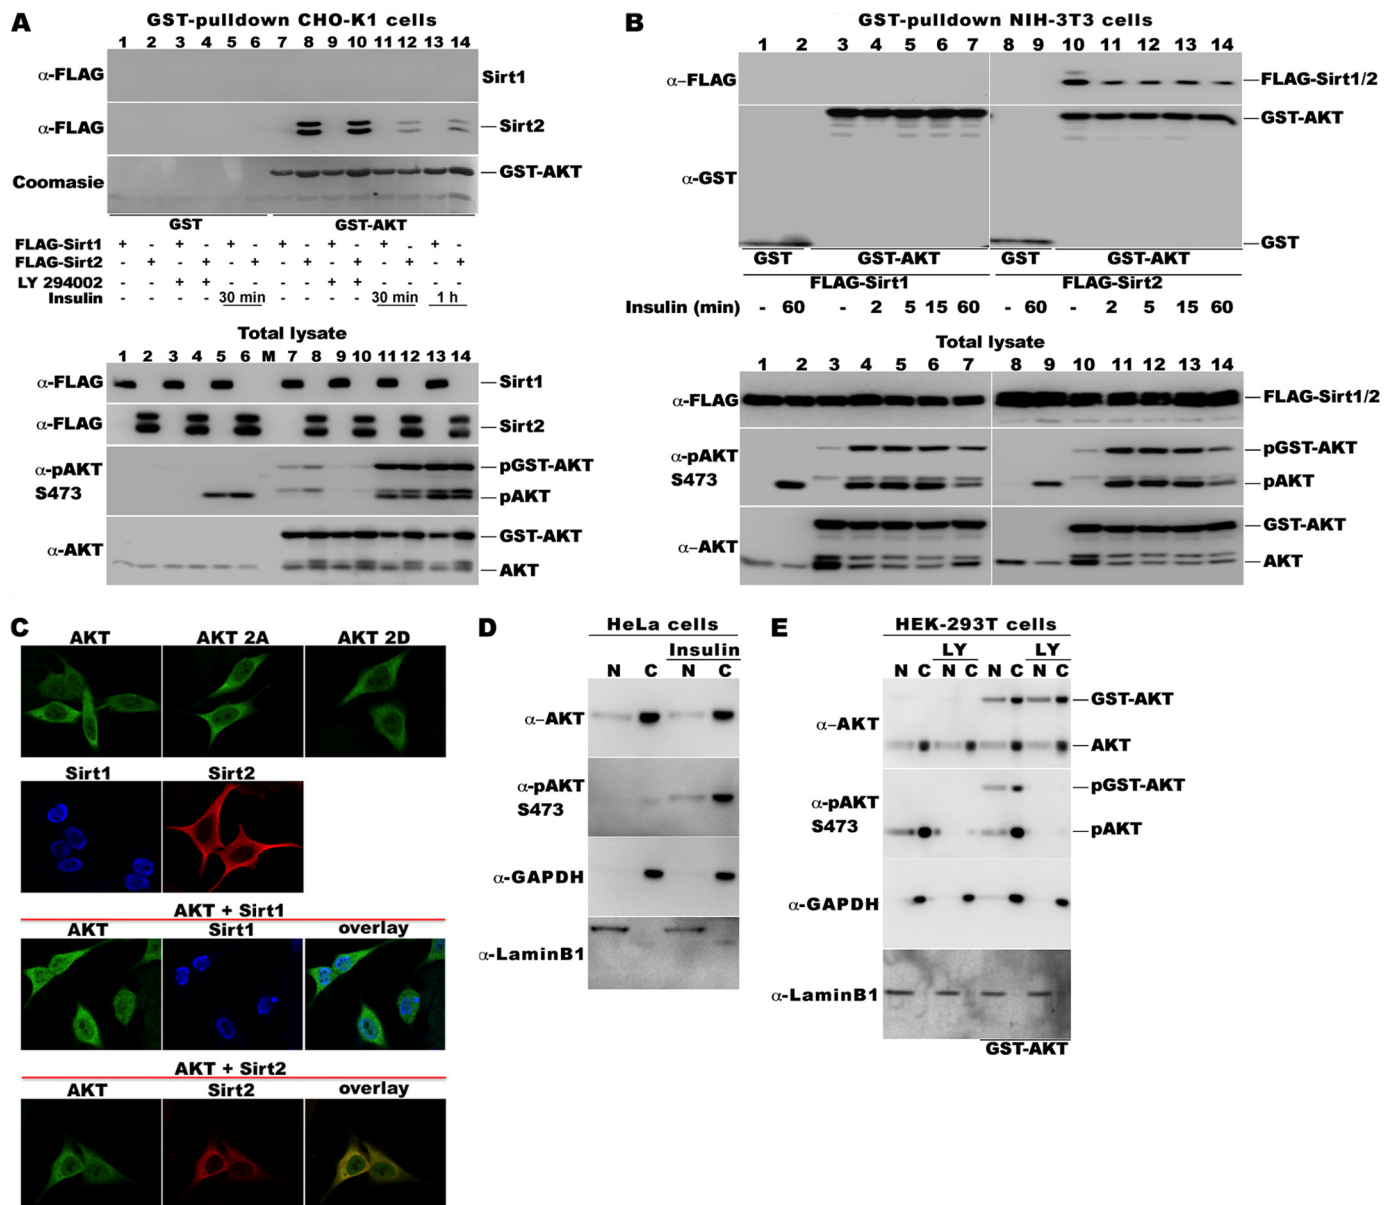 A
GST-pulldown CHO-K1 cells
1 2 3 4 5 6 7 8 9 10 11 12 13 14
α-FLAG
Sirt1
α-FLAG
Sirt2
Coomasie
GST-AKT
GST GST-AKT
FLAG-Sirt1 + - + - + - + - + - + - + -
FLAG-Sirt2 - + - + - + - + - + - + - +
LY 294002 - - + + - - - - + + - - - -
Insulin - - - - 30 min - - - - 30 min 1 h
Total lysate
1 2 3 4 5 6 M 7 8 9 10 11 12 13 14
α-FLAG
Sirt1
α-FLAG
Sirt2
α-pAKT
S473
pGST-AKT
pAKT
α-AKT
GST-AKT
AKT
B
GST-pulldown NIH-3T3 cells
1 2 3 4 5 6 7 8 9 10 11 12 13 14
α-FLAG
FLAG-Sirt1/2
GST-AKT
α-GST
GST
GST GST-AKT GST GST-AKT
FLAG-Sirt1 FLAG-Sirt2
Insulin (min) - 60 - 2 5 15 60 - 60 - 2 5 15 60
Total lysate
1 2 3 4 5 6 7 8 9 10 11 12 13 14
α-FLAG
FLAG-Sirt1/2
α-pAKT
S473
pGST-AKT
pAKT
α-AKT
GST-AKT
AKT
C
AKT AKT 2A AKT 2D
Sirt1 Sirt2
AKT + Sirt1
AKT Sirt1 overlay
AKT + Sirt2
AKT Sirt2 overlay
D
HeLa cells
Insulin
N C N C
α-AKT
α-pAKT
S473
α-GAPDH
α-LaminB1
E
HEK-293T cells
LY LY
N C N C N C N C
GST-AKT
α-AKT
AKT
pGST-AKT
α-pAKT
S473
pAKT
α-GAPDH
α-LaminB1
GST-AKT